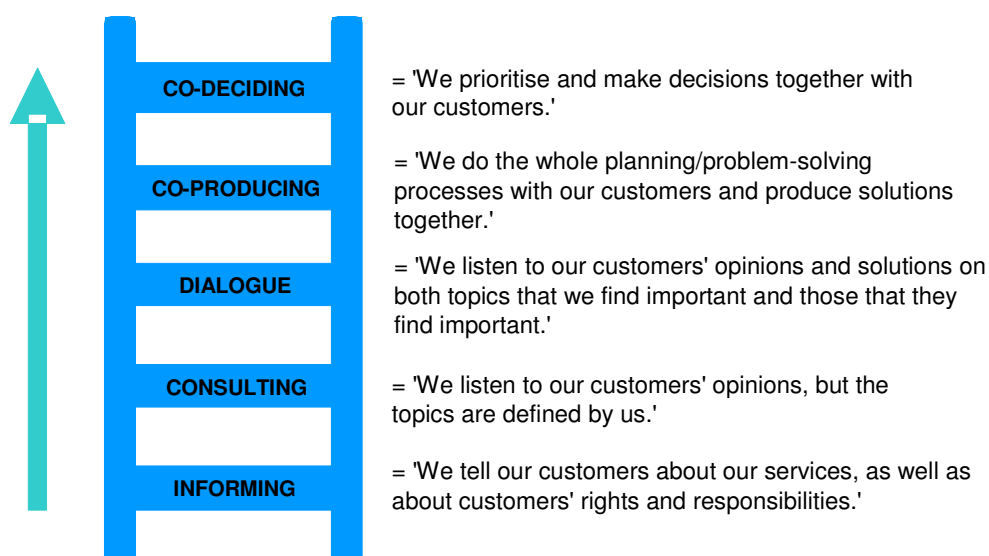 CO-DECIDING
= 'We prioritise and make decisions together with
our customers.'
CO-PRODUCING
= 'We do the whole planning/problem-solving
processes with our customers and produce solutions
together.'
DIALOGUE
= 'We listen to our customers' opinions and solutions on
both topics that we find important and those that they
find important.'
CONSULTING
= 'We listen to our customers' opinions, but the
topics are defined by us.'
INFORMING
= 'We tell our customers about our services, as well as
about customers' rights and responsibilities.'